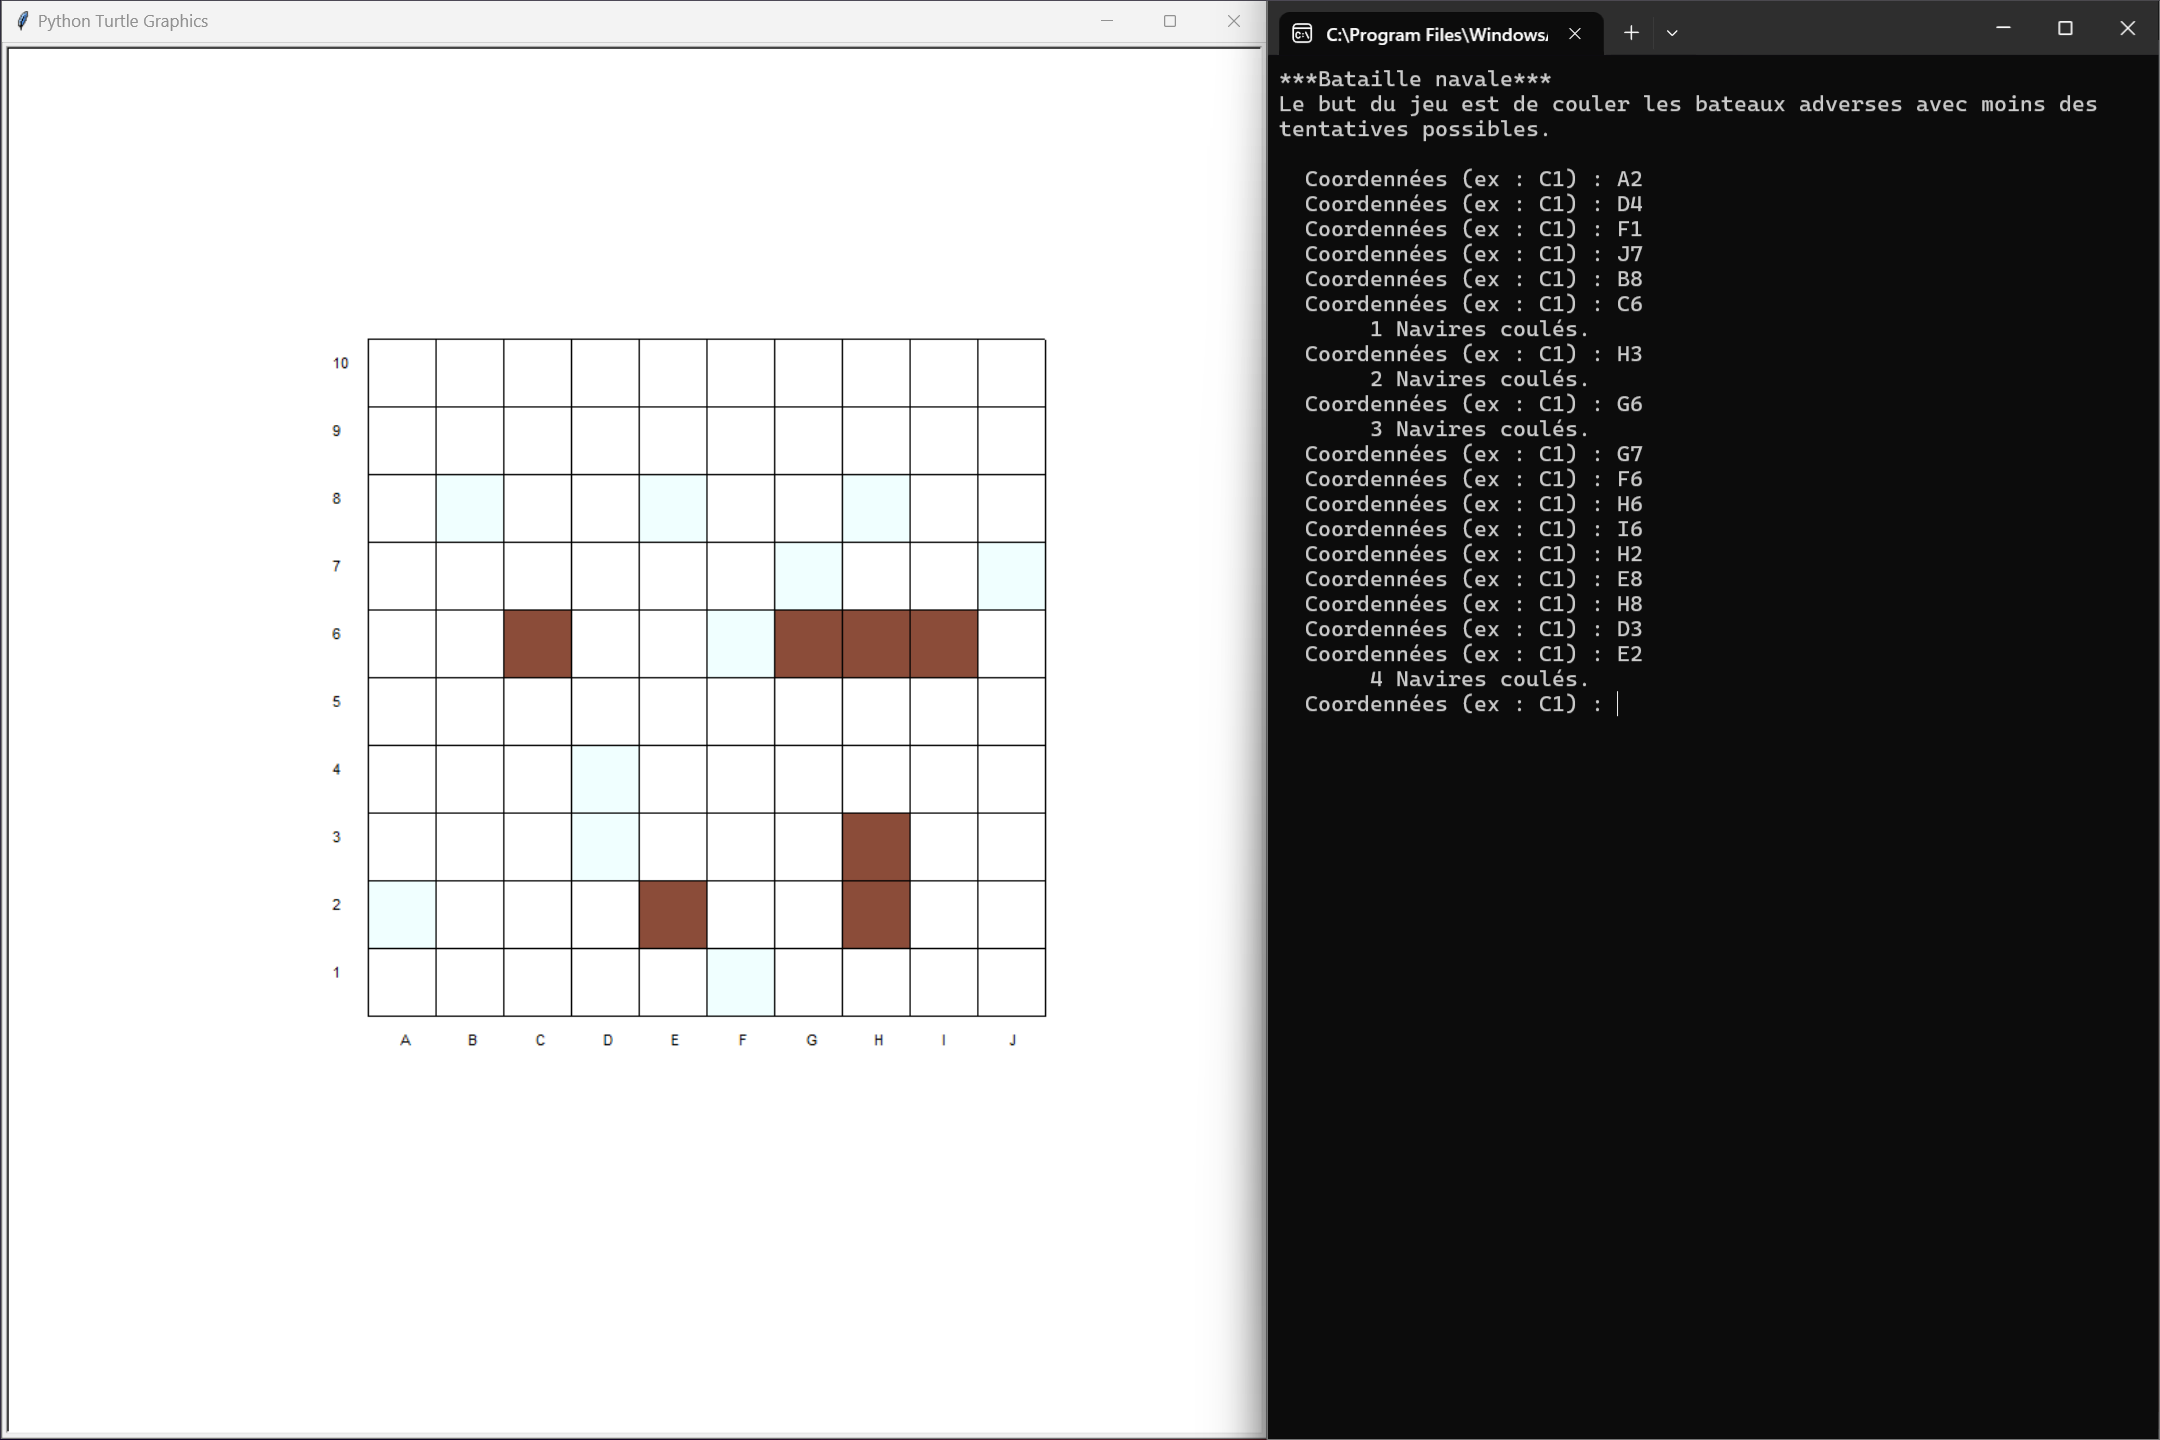 Python Turtle Graphics
10
9
8
7
6
5
4
3
2
1
A B C D E F G H I J
C:\Program Files\Windows
***Bataille navale***
Le but du jeu est de couler les bateaux adverses avec moins des
tentatives possibles.
Coordennées (ex : C1) : A2
Coordennées (ex : C1) : D4
Coordennées (ex : C1) : F1
Coordennées (ex : C1) : J7
Coordennées (ex : C1) : B8
Coordennées (ex : C1) : C6
1 Navires coulés.
Coordennées (ex : C1) : H3
2 Navires coulés.
Coordennées (ex : C1) : G6
3 Navires coulés.
Coordennées (ex : C1) : G7
Coordennées (ex : C1) : F6
Coordennées (ex : C1) : H6
Coordennées (ex : C1) : I6
Coordennées (ex : C1) : H2
Coordennées (ex : C1) : E8
Coordennées (ex : C1) : H8
Coordennées (ex : C1) : D3
Coordennées (ex : C1) : E2
4 Navires coulés.
Coordennées (ex : C1) :